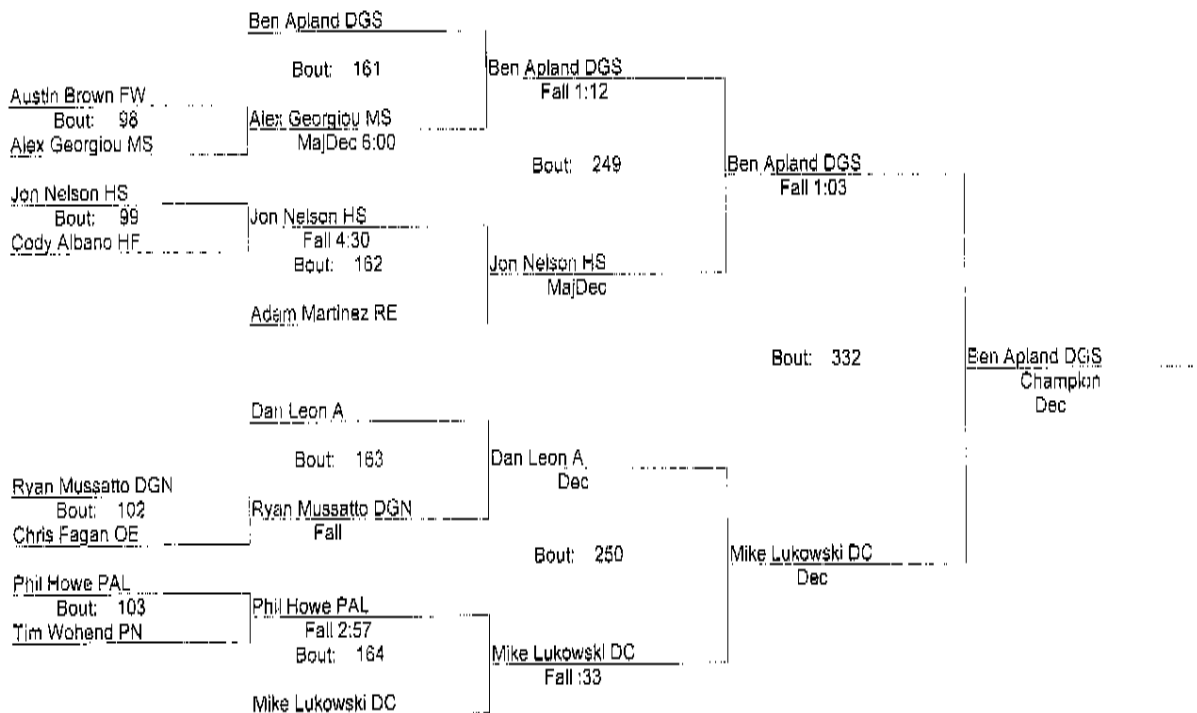 Ben Apland DGS
Bout: 161
Ben Apland DGS
Fall 1:12
Austin Brown FW
Bout: 98
Alex Georgiou MS
Alex Georgiou MS
MajDec 6:00
Bout: 249
Ben Apland DGS
Fall 1:03
Jon Nelson HS
Bout: 99
Cody Albano HF
Jon Nelson HS
Fall 4:30
Bout: 162
Jon Nelson HS
MajDec
Adam Martinez RE
Bout: 332
Ben Apland DGS
Champion
Dec
Dan Leon A
Bout: 163
Dan Leon A
Dec
Ryan Mussatto DGN
Bout: 102
Chris Fagan OE
Ryan Mussatto DGN
Fall
Bout: 250
Mike Lukowski DC
Dec
Phil Howe PAL
Bout: 103
Tim Wohend PN
Phil Howe PAL
Fall 2:57
Bout: 164
Mike Lukowski DC
Fall :33
Mike Lukowski DC